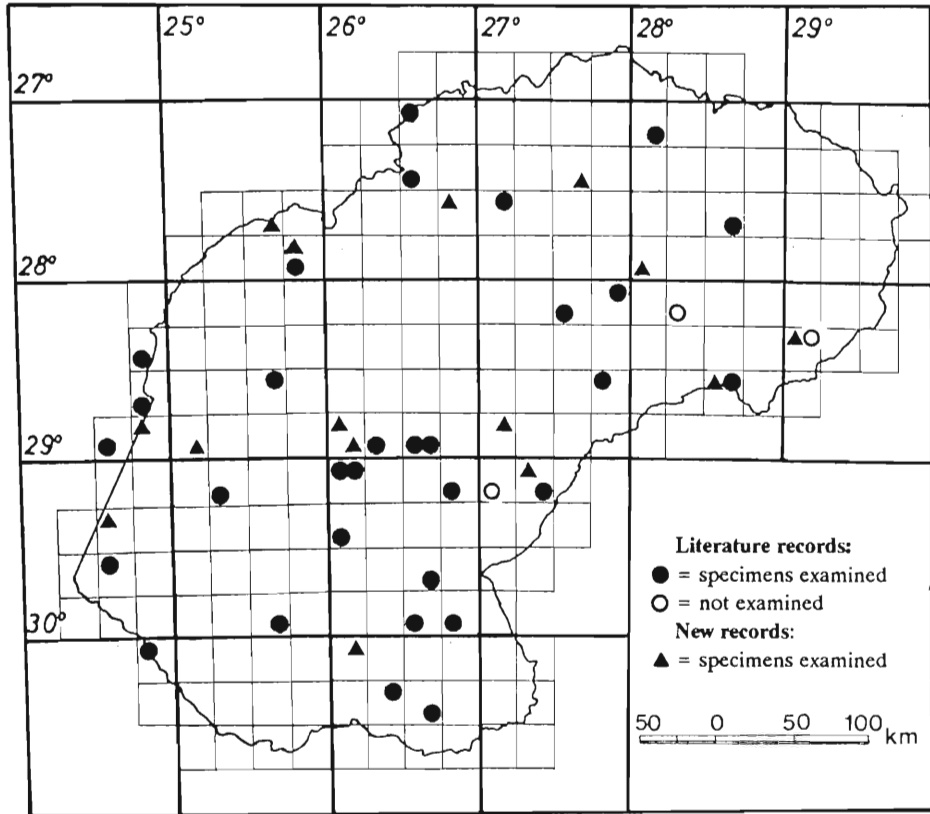 25° 26° 27° 28° 29°
27°
28°
29°
30°
Literature records:
= specimens examined
= not examined
New records:
= specimens examined
50 0 50 100 km